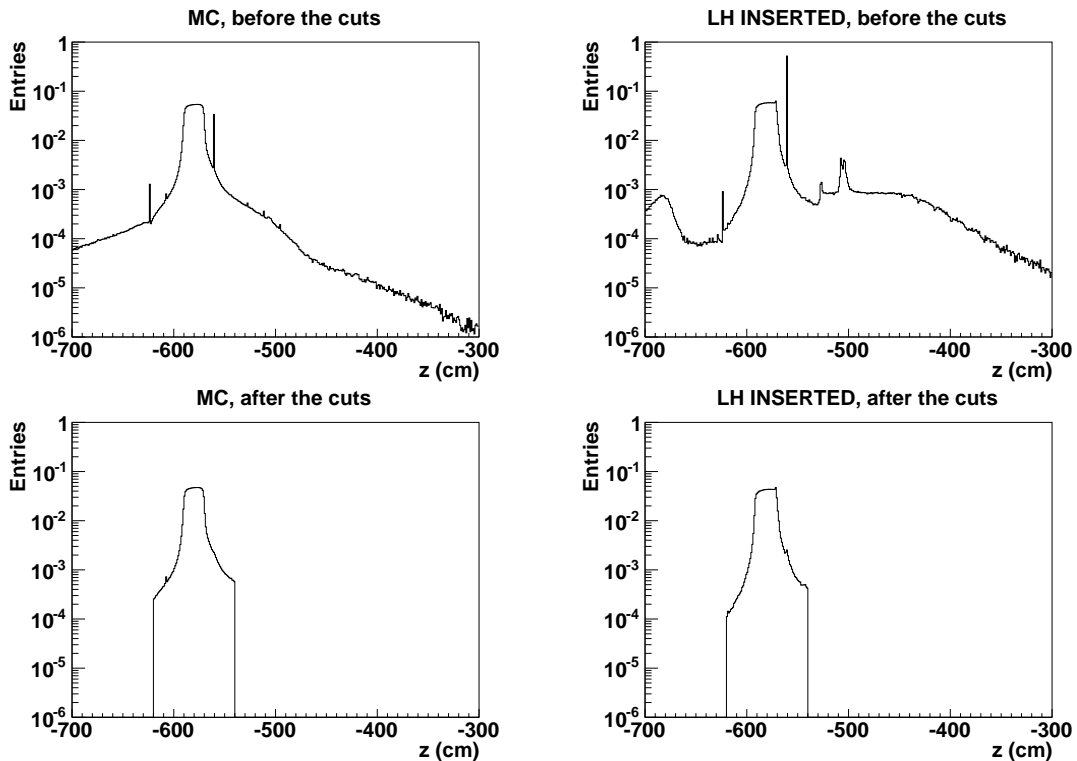 MC, before the cuts
Entries
1
10-1
10-2
10-3
10-4
10-5
10-6
-700 -600 -500 -400 -300
z (cm)
LH INSERTED, before the cuts
Entries
1
10-1
10-2
10-3
10-4
10-5
10-6
-700 -600 -500 -400 -300
z (cm)
MC, after the cuts
Entries
1
10-1
10-2
10-3
10-4
10-5
10-6
-700 -600 -500 -400 -300
z (cm)
LH INSERTED, after the cuts
Entries
1
10-1
10-2
10-3
10-4
10-5
10-6
-700 -600 -500 -400 -300
z (cm)